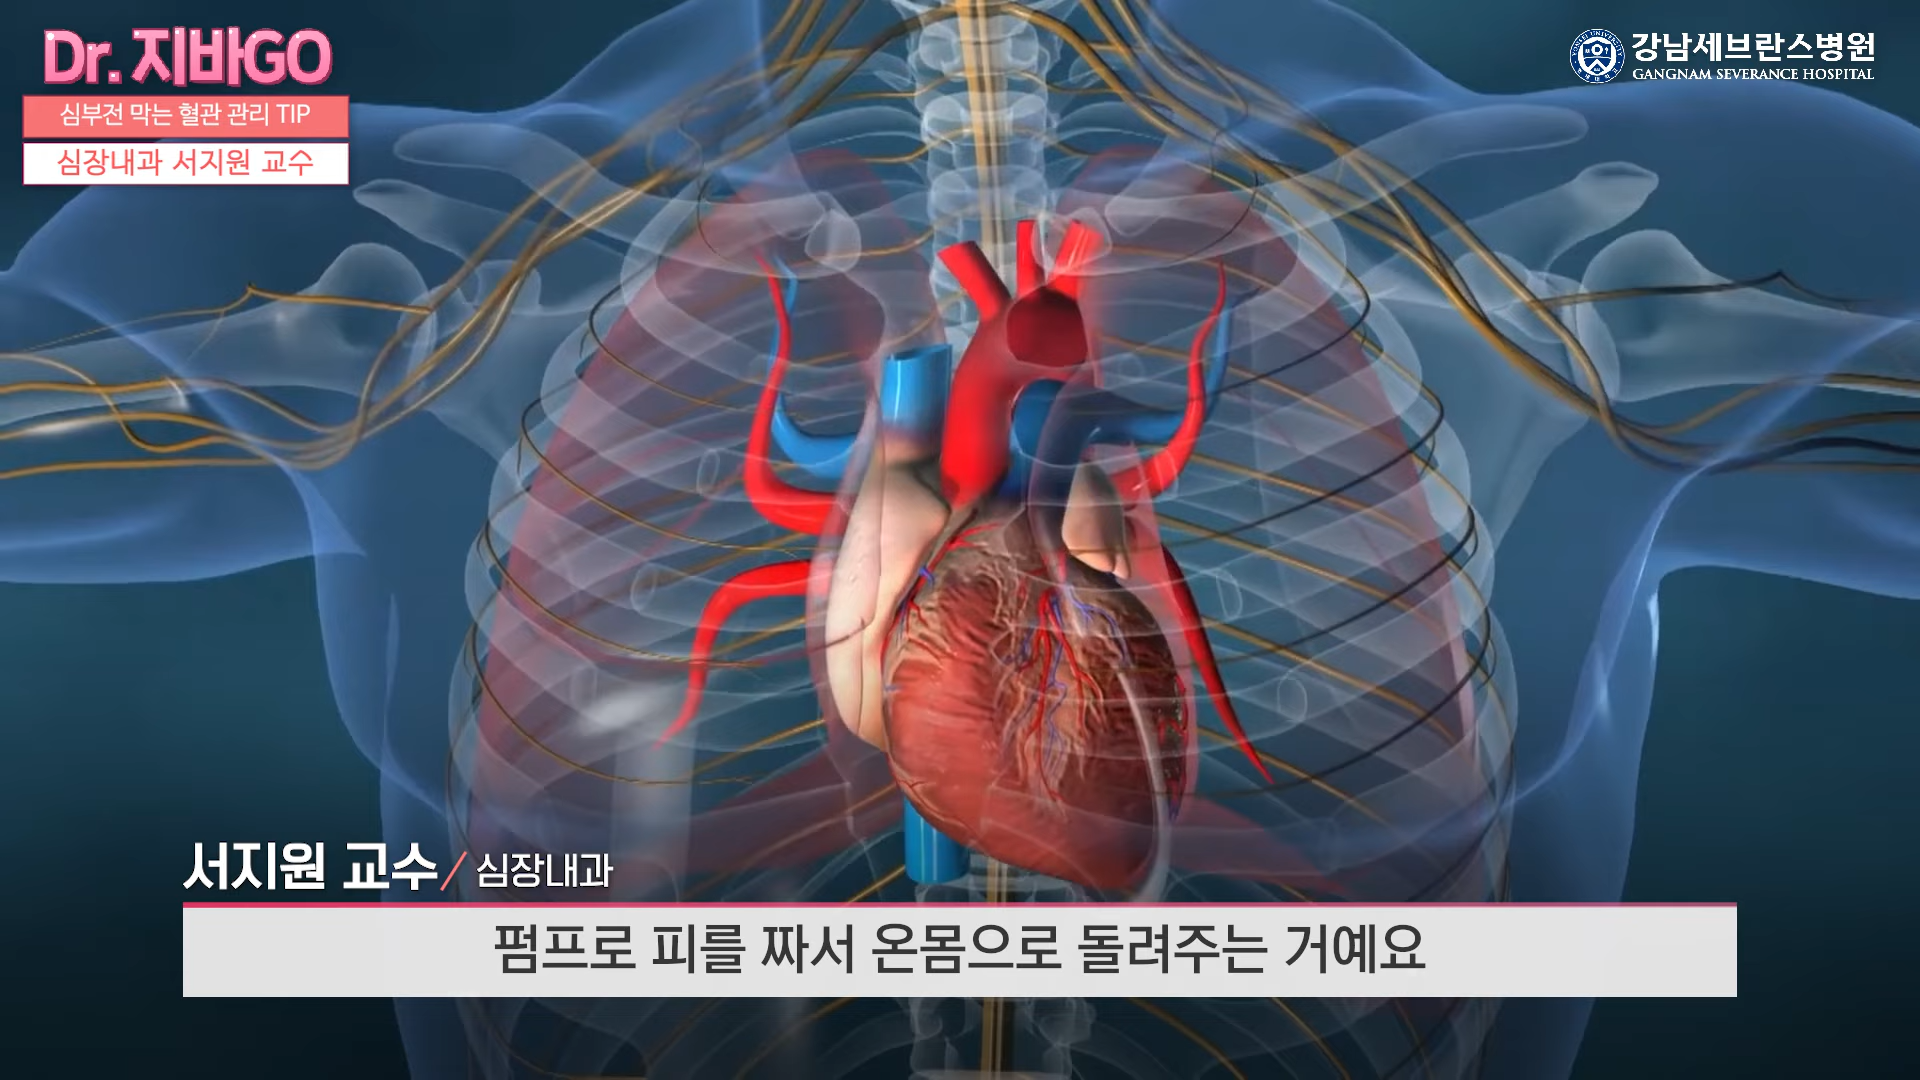 Dr. 지바GO
심부전 막는 혈관 관리 TIP
심장내과 서지원 교수
강남세브란스병원
GANGNAM SEVERANCE HOSPITAL
서지원 교수 / 심장내과
펌프로 피를 짜서 온몸으로 돌려주는 거예요